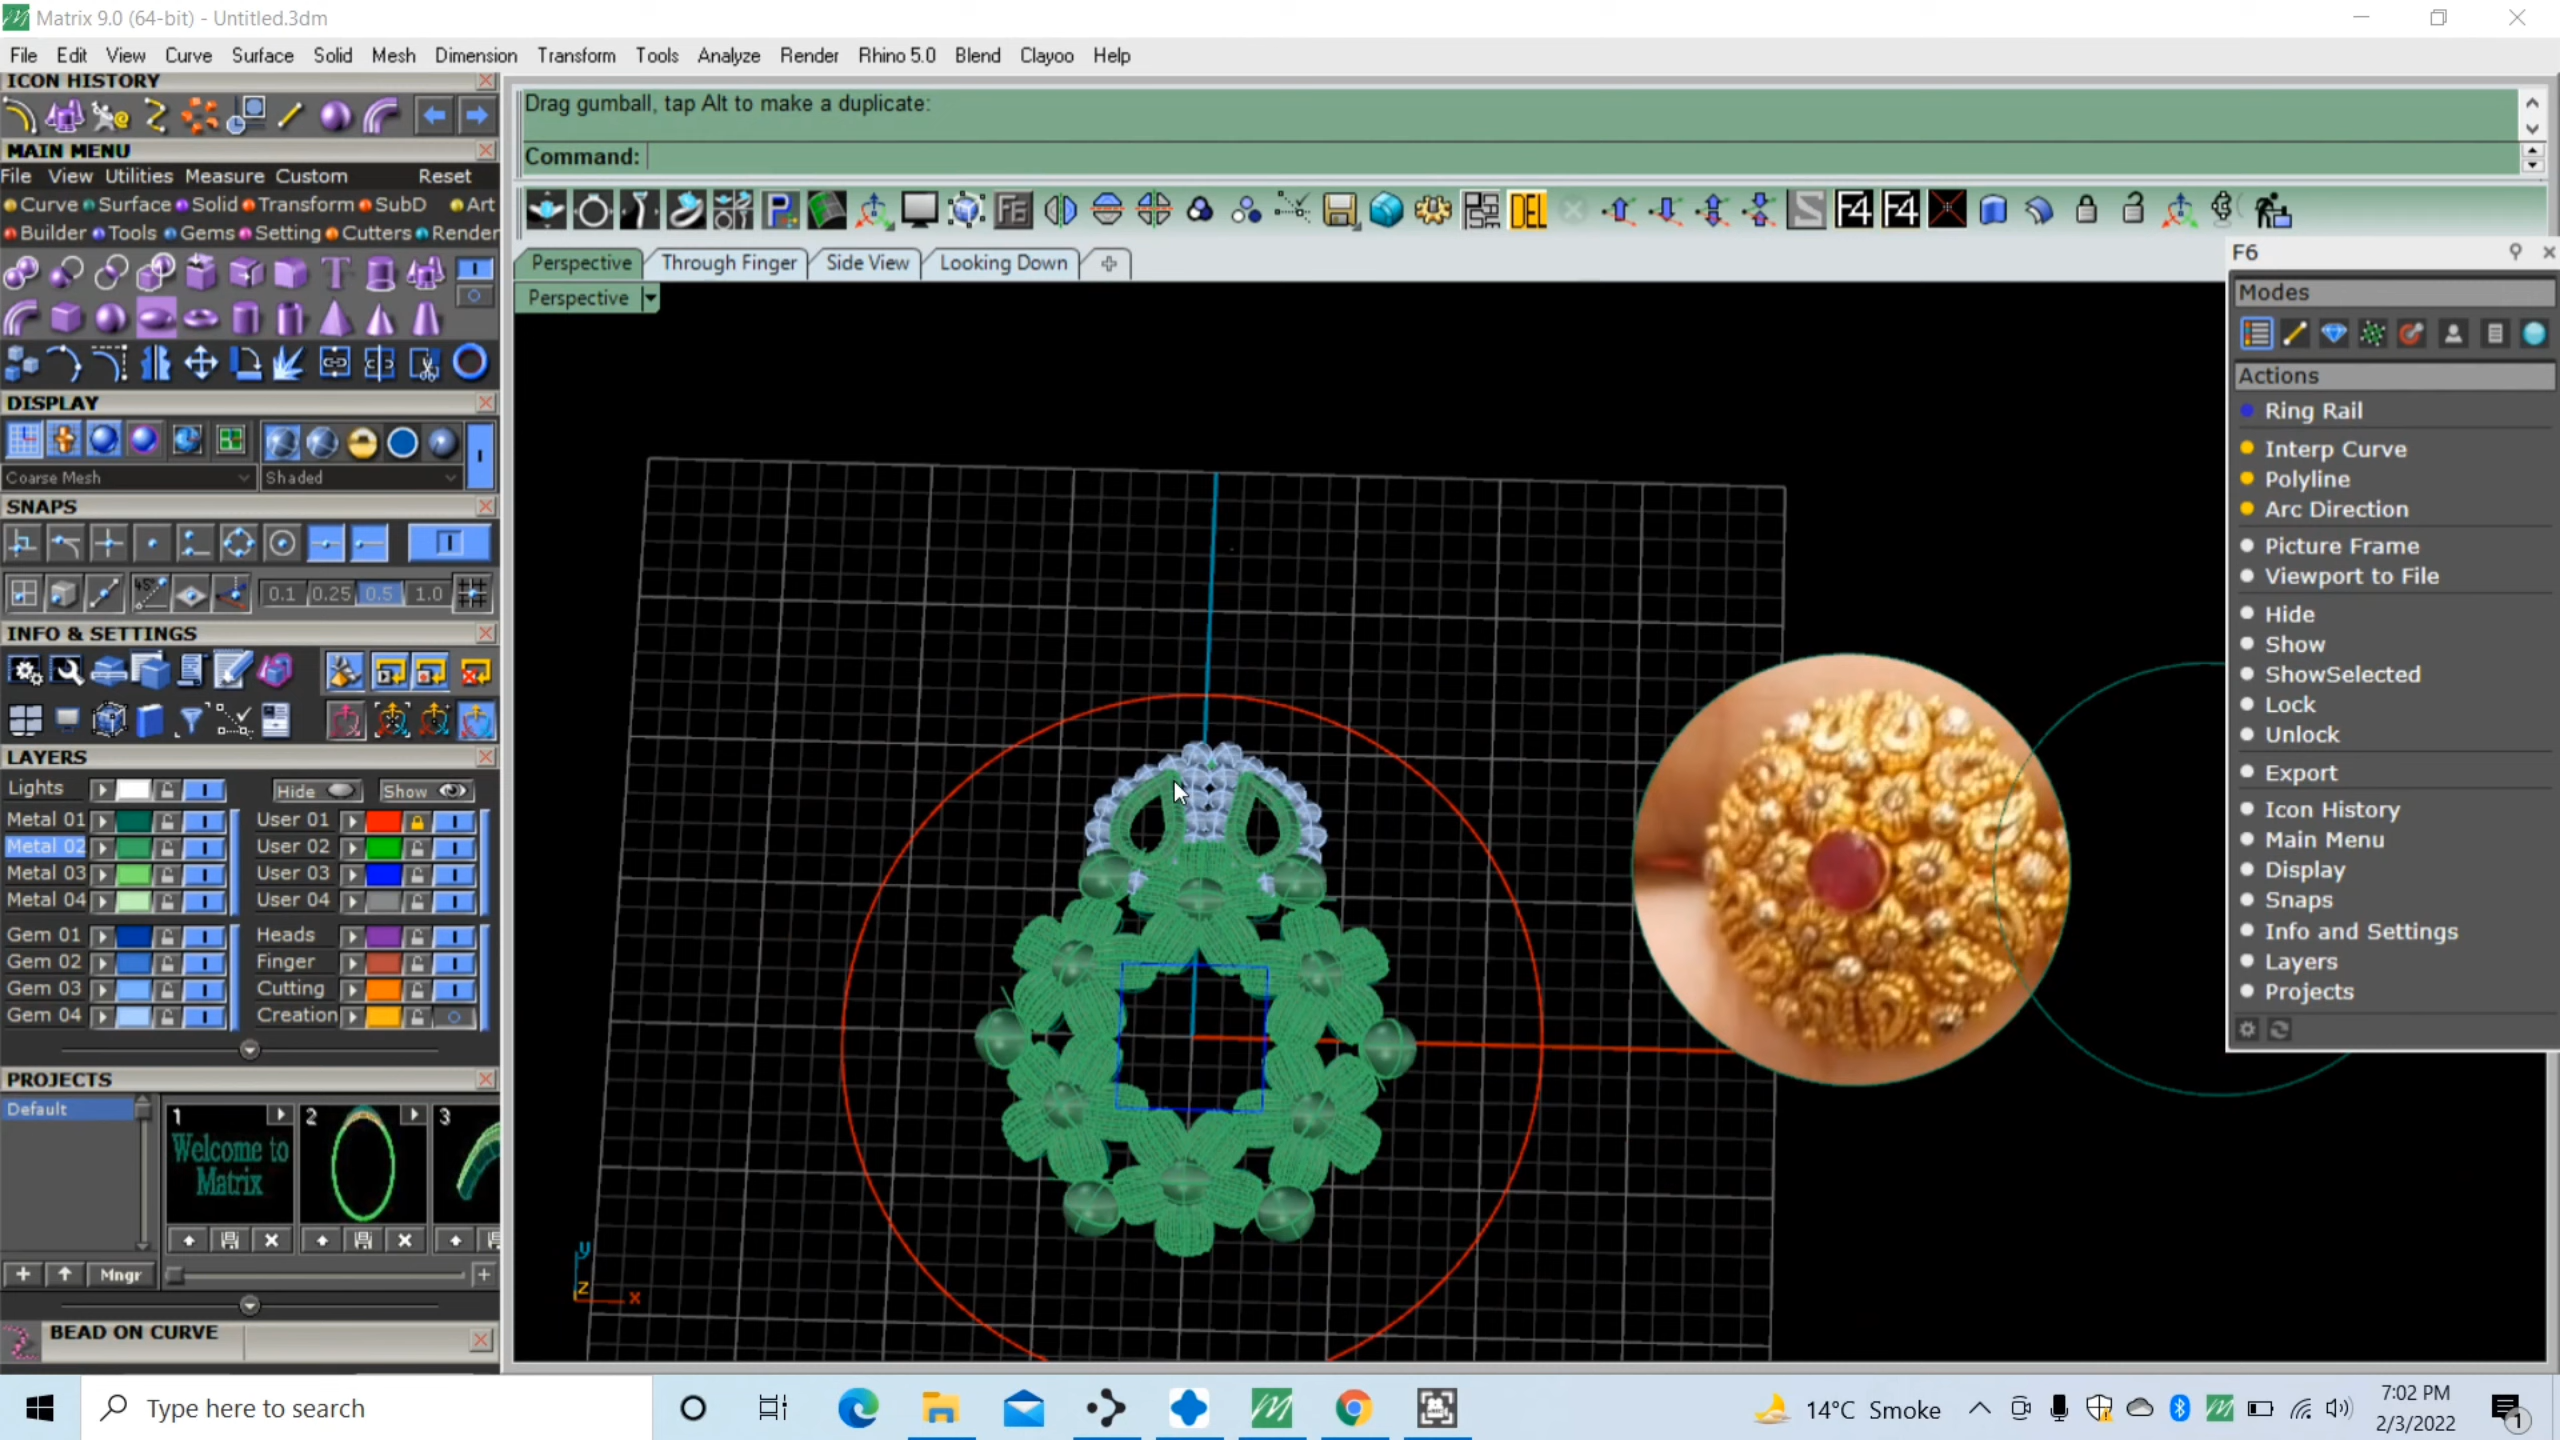 Matrix 9.0 (64-bit) - Untitled.3dm
File Edit View Curve Surface Solid Mesh Dimension Transform Tools Analyze Render Rhino 5.0 Blend Clayoo Help
ICON HISTORY
MAIN MENU
File View Utilities Measure Custom Reset
Curve Surface Solid Transform SubD Art
Builder Tools Gems Setting Cutters Render
DISPLAY
Coarse Mesh Shaded
SNAPS
0.1 0.25 0.5 1.0
INFO & SETTINGS
LAYERS
Lights Hide Show
Metal 01 User 01
Metal 02 User 02
Metal 03 User 03
Metal 04 User 04
Gem 01 Heads
Gem 02 Finger
Gem 03 Cutting
Gem 04 Creation
PROJECTS
Default
1 2 3
Welcome to
Matrix
Mngr
BEAD ON CURVE
Drag gumball, tap Alt to make a duplicate:
Command:
F6 DEL F4 F4
Perspective Through Finger Side View Looking Down
Perspective
y
z
x
F6
Modes
Actions
Ring Rail
Interp Curve
Polyline
Arc Direction
Picture Frame
Viewport to File
Hide
Show
ShowSelected
Lock
Unlock
Export
Icon History
Main Menu
Display
Snaps
Info and Settings
Layers
Projects
Type here to search
14°C Smoke
7:02 PM
2/3/2022
1